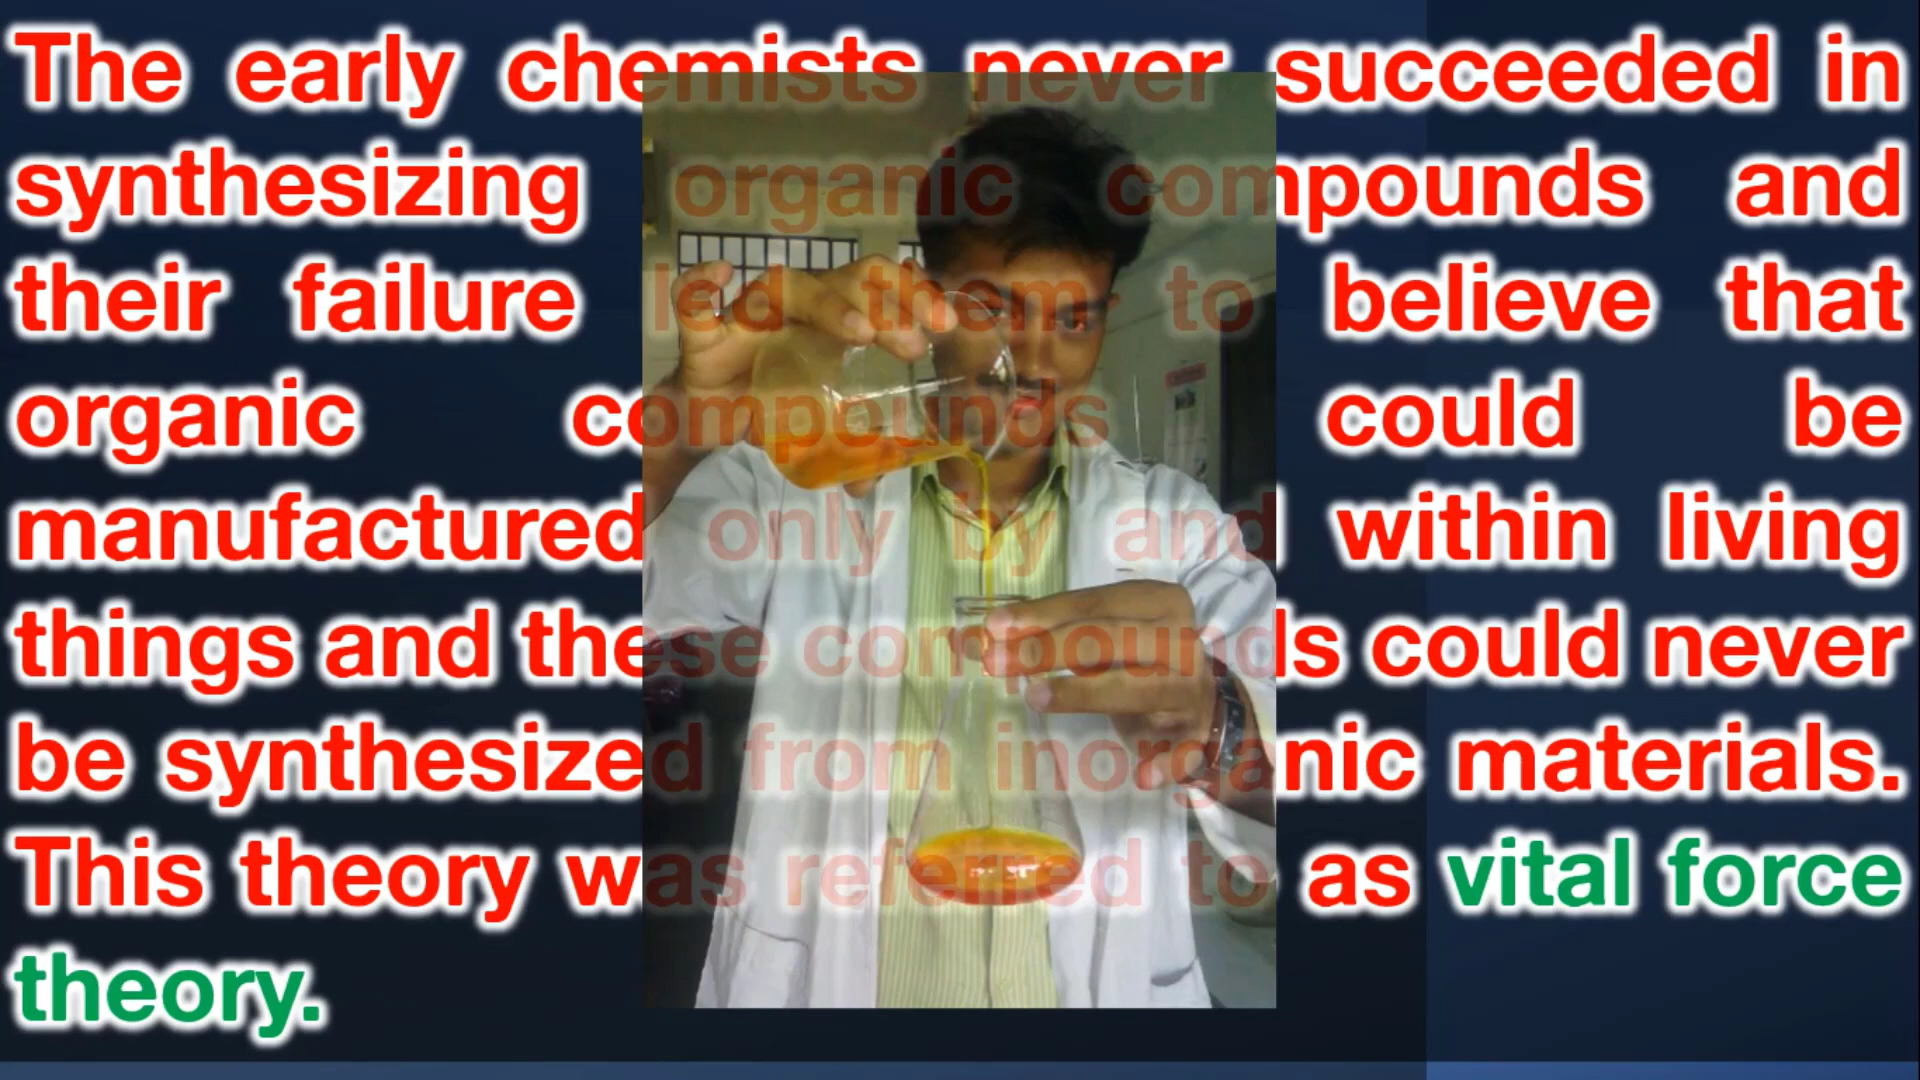 The early chemists never succeeded in
synthesizing organic compounds and
their failure led them to believe that
organic compounds could be
manufactured only by and within living
things and these compounds could never
be synthesized from inorganic materials.
This theory was referred to as vital force
theory.